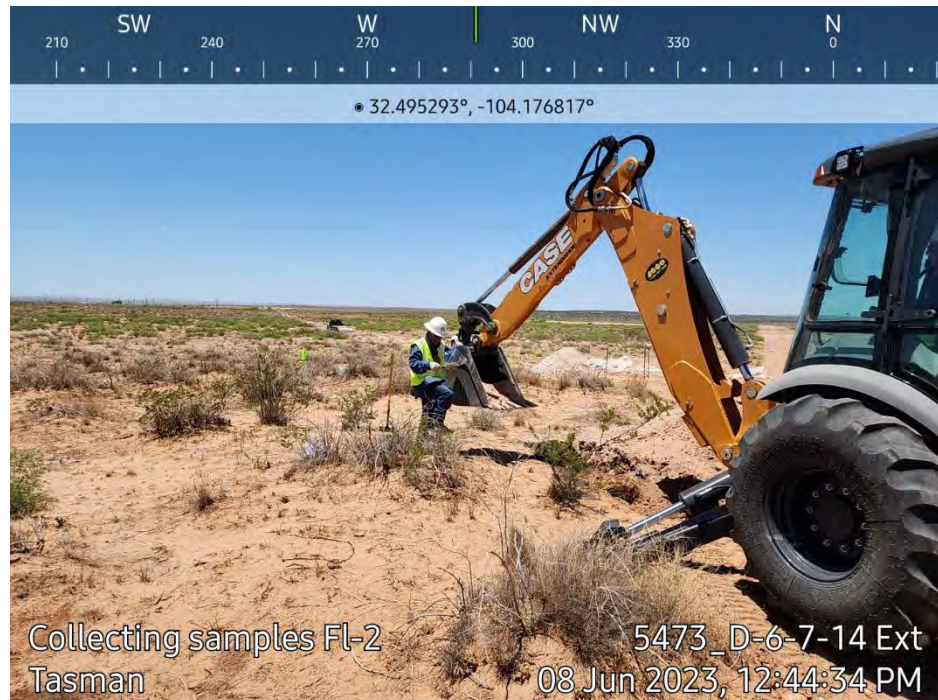 SW W NW N
210 240 270 300 330 0
32.495293°, -104.176817°
CASE
Collecting samples Fl-2
Tasman
5473_D-6-7-14 Ext
08 Jun 2023, 12:44:34 PM